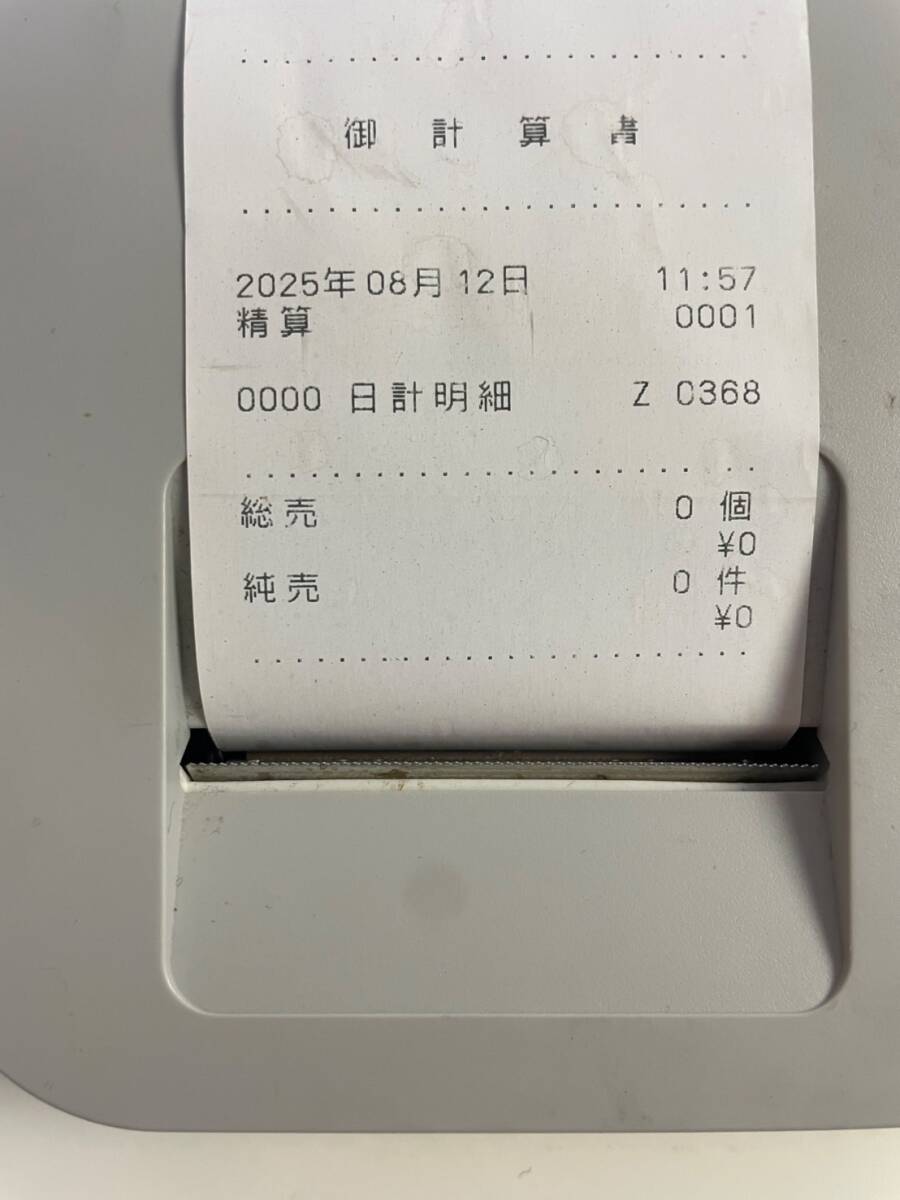 御計算書
2025年08月12日 11:57
精算 0001
0000 日計明細 Z 0368
総売 0個
¥0
純売 0件
¥0